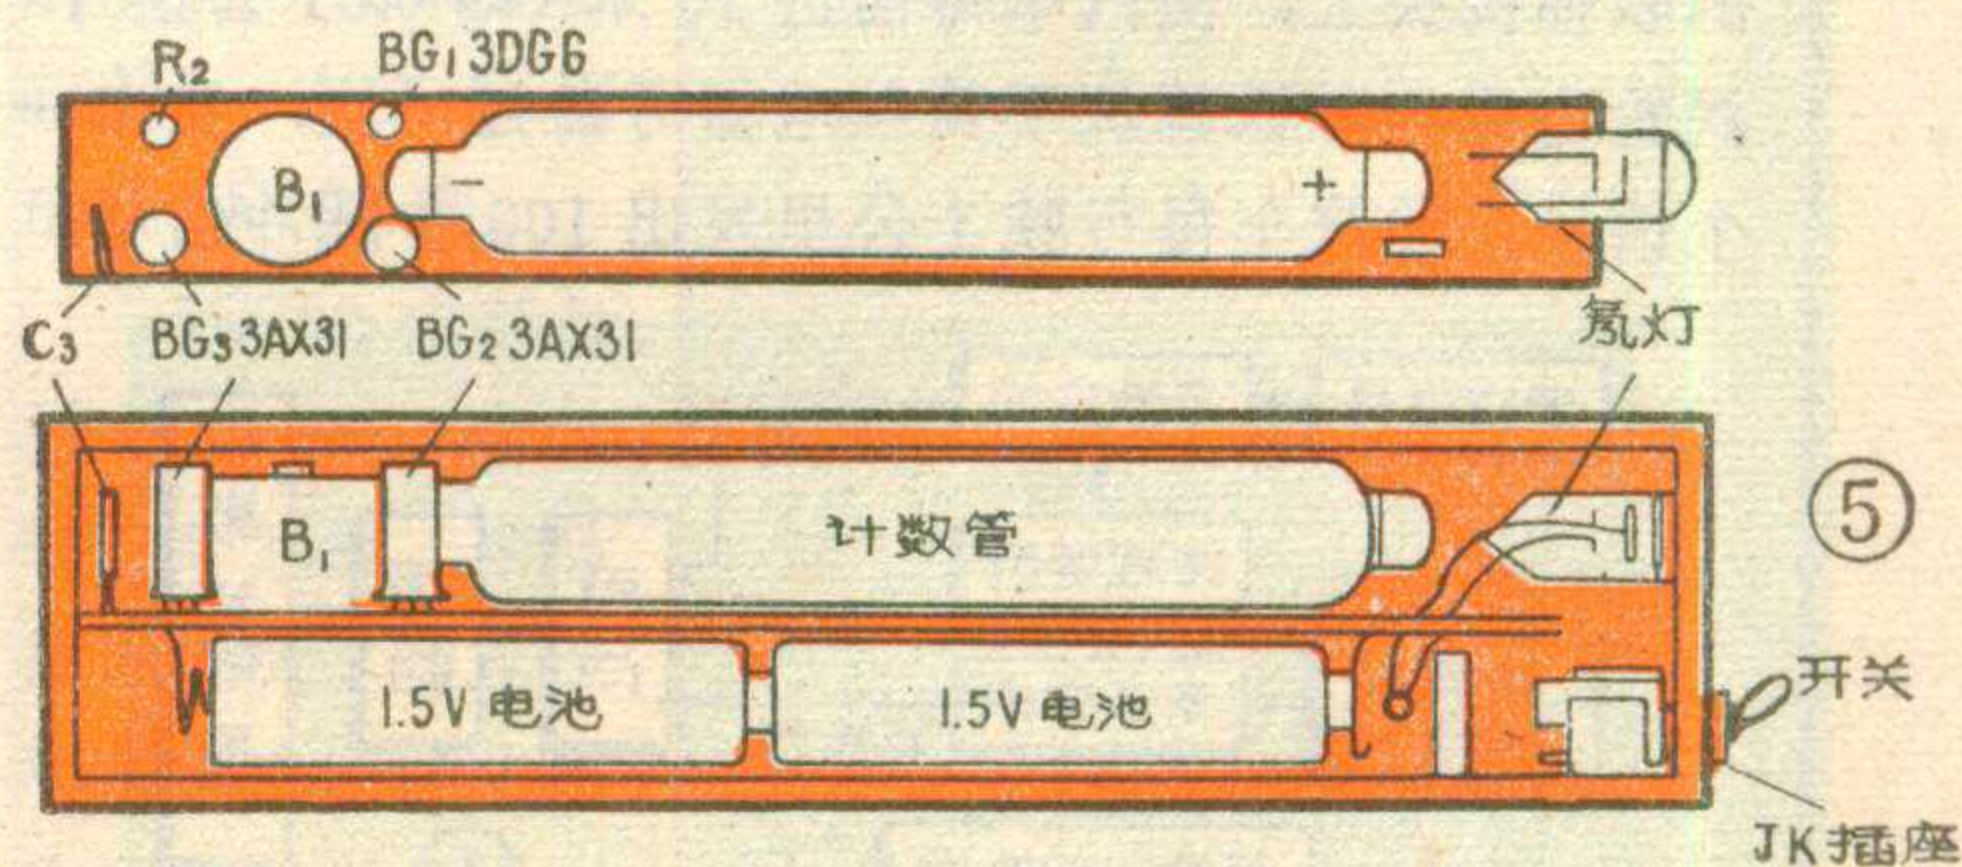 R2 BG1 3DG6
B1 − +
C3 BG3 3AX31 BG2 3AX31 氖灯
B1 计数管 ⑤
1.5V 电池 1.5V 电池 开关
JK插座